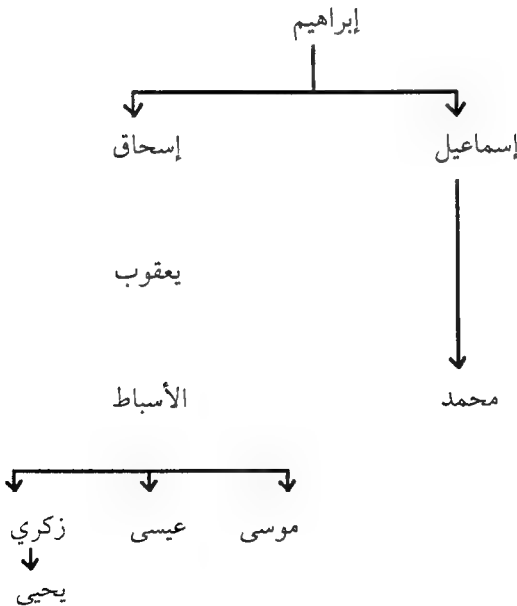 إبراهيم
إسماعيل إسحاق
يعقوب
محمد الأسباط
موسى عيسى زكري
يحيى